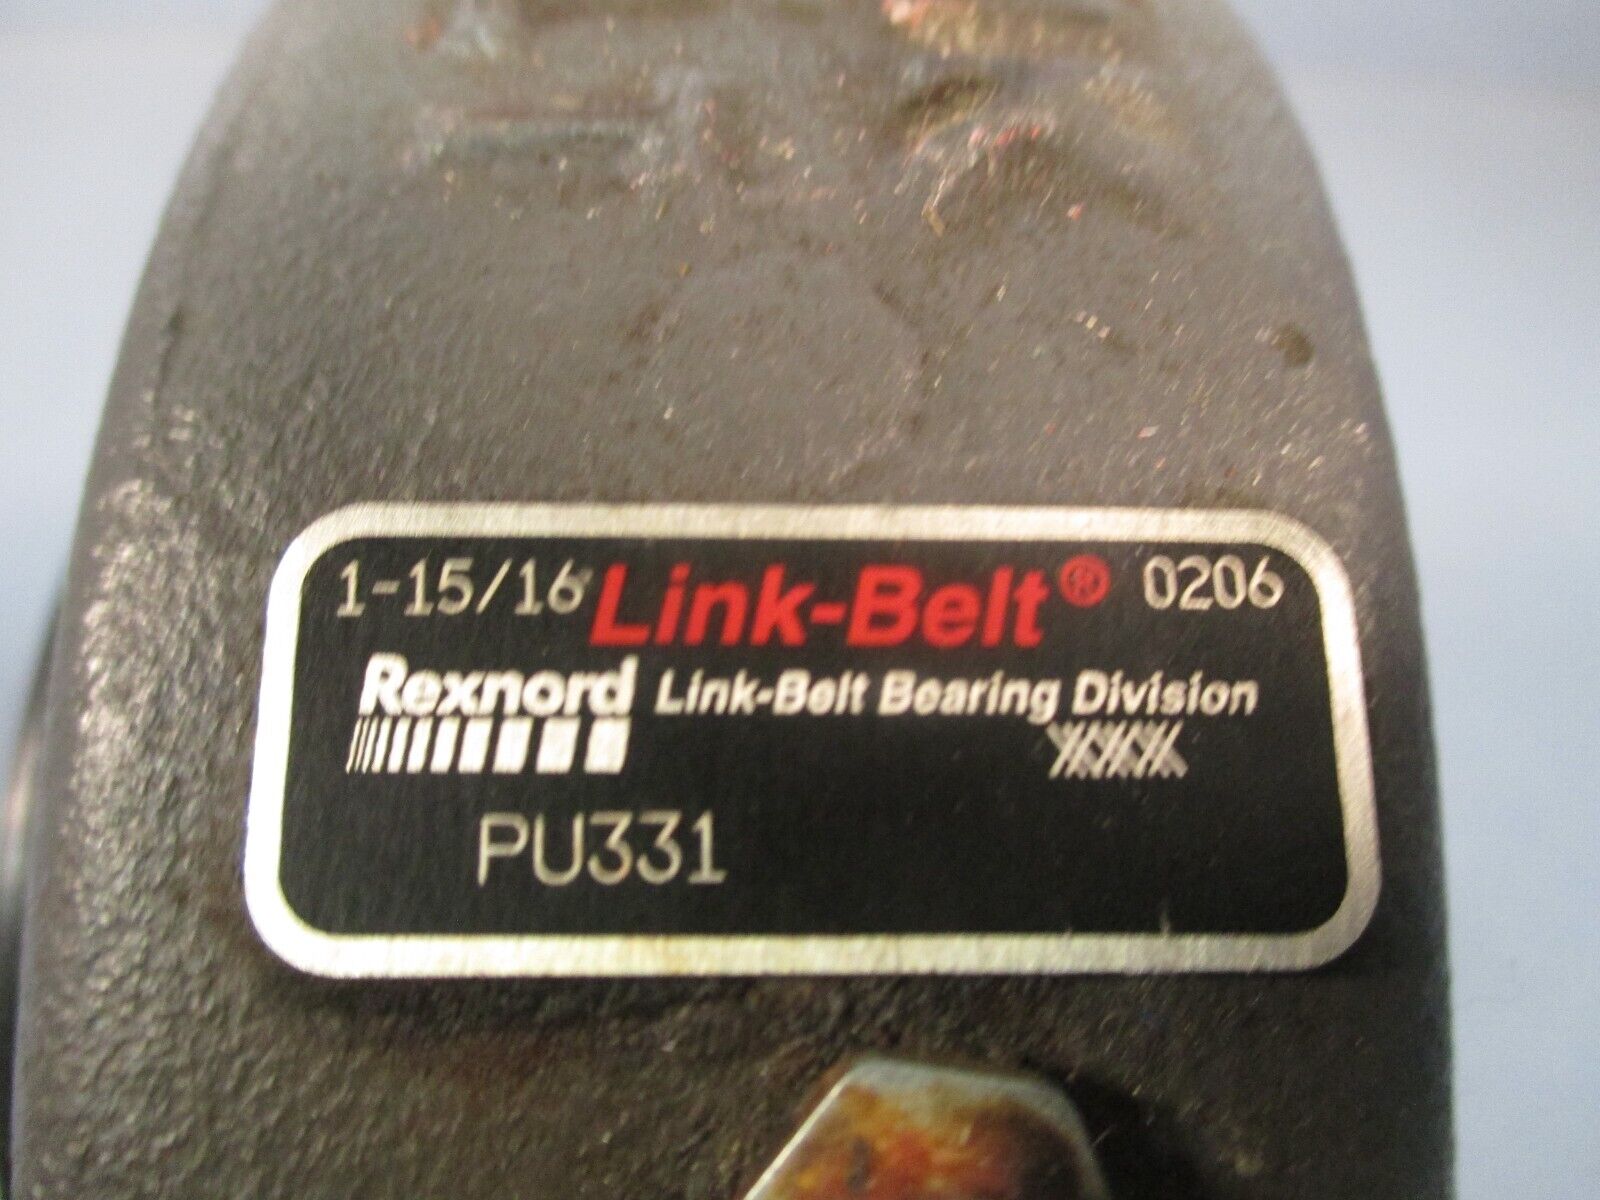 1-15/16 Link-Belt® 0206
Rexnord Link-Belt Bearing Division
PU331